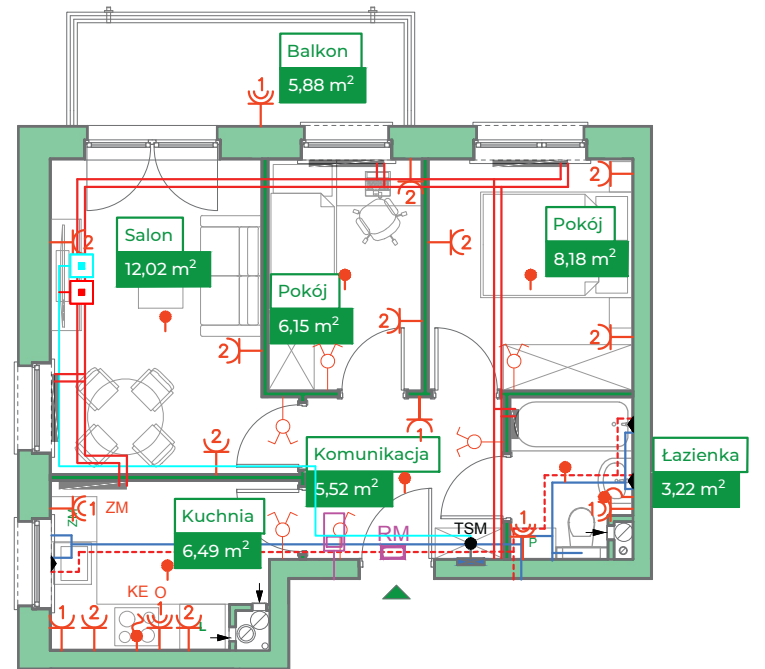 Balkon
5,88 m²
1
2
2
2
Salon
12,02 m²
Pokój
6,15 m²
2
2
Pokój
8,18 m²
2
2
2
1
Komunikacja
5,52 m²
Łazienka
3,22 m²
1
ZM
ZM
Kuchnia
6,49 m²
RM
TSM
1
1
P
KE
O
1
2
1
2
L